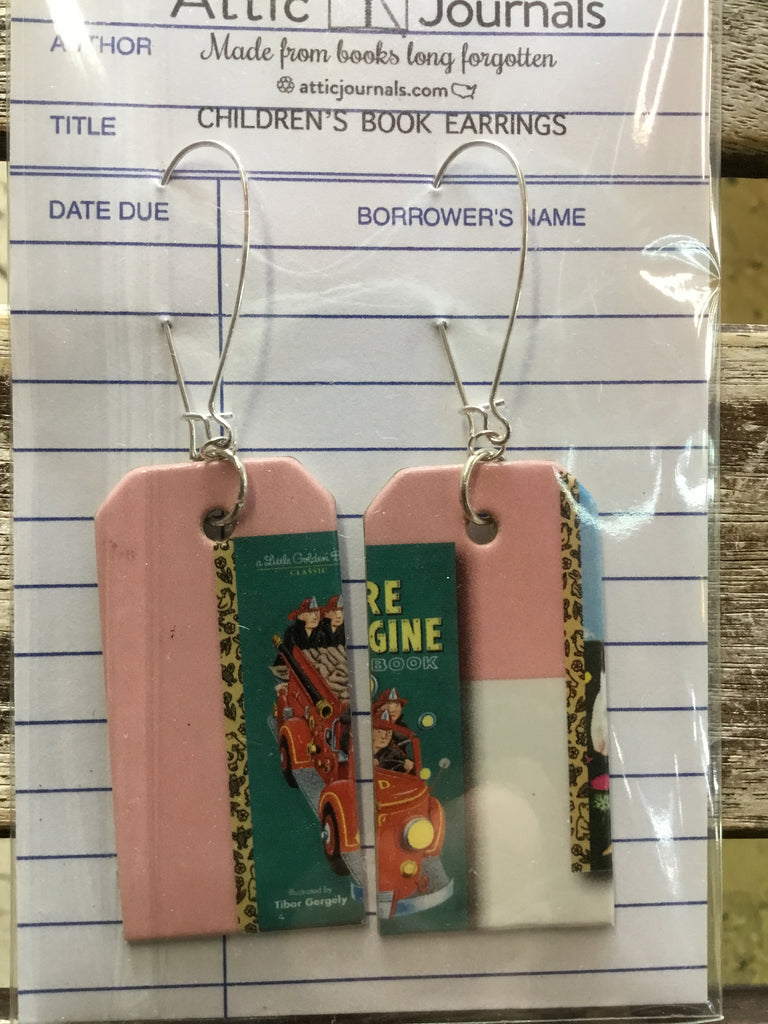 Attic Journals
AUTHOR
Made from books long forgotten
atticjournals.com
TITLE
CHILDREN'S BOOK EARRINGS
DATE DUE
BORROWER'S NAME
a Little Golden B
CLASSIC
RE
GINE
BOOK
Illustrated by
Tibor Gergely